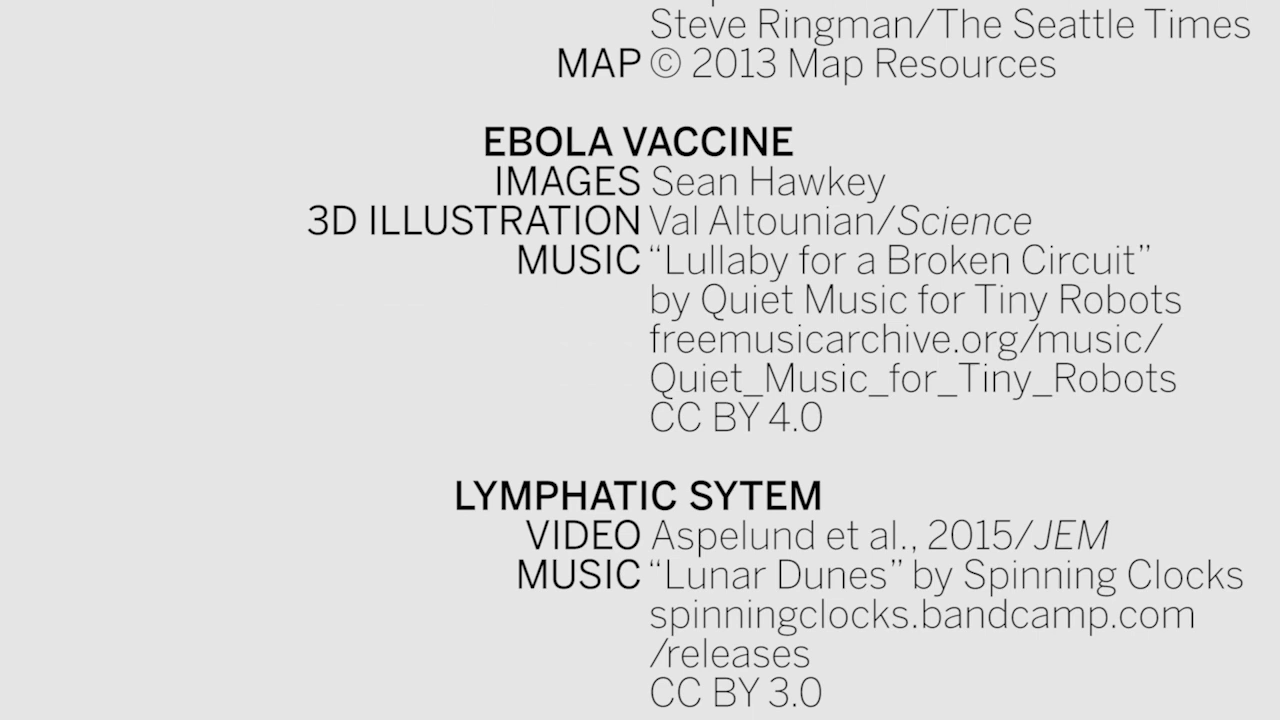 Steve Ringman/The Seattle Times
MAP © 2013 Map Resources
EBOLA VACCINE
IMAGES Sean Hawkey
3D ILLUSTRATION Val Altounian/Science
MUSIC “Lullaby for a Broken Circuit”
by Quiet Music for Tiny Robots
freemusicarchive.org/music/
Quiet_Music_for_Tiny_Robots
CC BY 4.0
LYMPHATIC SYTEM
VIDEO Aspelund et al., 2015/JEM
MUSIC “Lunar Dunes” by Spinning Clocks
spinningclocks.bandcamp.com
/releases
CC BY 3.0